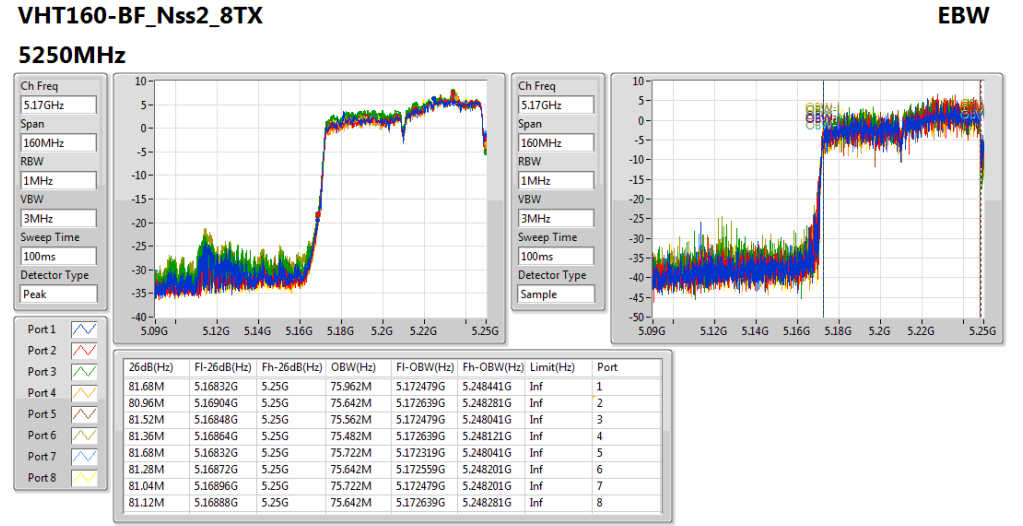 VHT160-BF_Nss2_8TX EBW
5250MHz
Ch Freq
5.17GHz
Span
160MHz
RBW
1MHz
VBW
3MHz
Sweep Time
100ms
Detector Type
Peak
10
5
0
-5
-10
-15
-20
-25
-30
-35
-40
5.09G 5.12G 5.14G 5.16G 5.18G 5.2G 5.22G 5.25G
Ch Freq
5.17GHz
Span
160MHz
RBW
1MHz
VBW
3MHz
Sweep Time
100ms
Detector Type
Sample
10
5
0
-5
-10
-15
-20
-25
-30
-35
-40
-45
-50
5.09G 5.12G 5.14G 5.16G 5.18G 5.2G 5.22G 5.25G
Port 1
Port 2
Port 3
Port 4
Port 5
Port 6
Port 7
Port 8
26dB(Hz) Fl-26dB(Hz) Fh-26dB(Hz) OBW(Hz) Fl-OBW(Hz) Fh-OBW(Hz) Limit(Hz) Port
81.68M 5.16832G 5.25G 75.962M 5.172479G 5.248441G Inf 1
80.96M 5.16904G 5.25G 75.642M 5.172639G 5.248281G Inf 2
81.52M 5.16848G 5.25G 75.562M 5.172479G 5.248041G Inf 3
81.36M 5.16864G 5.25G 75.482M 5.172639G 5.248121G Inf 4
81.68M 5.16832G 5.25G 75.722M 5.172319G 5.248041G Inf 5
81.28M 5.16872G 5.25G 75.642M 5.172559G 5.248201G Inf 6
81.04M 5.16896G 5.25G 75.722M 5.172479G 5.248201G Inf 7
81.12M 5.16888G 5.25G 75.642M 5.172639G 5.248281G Inf 8